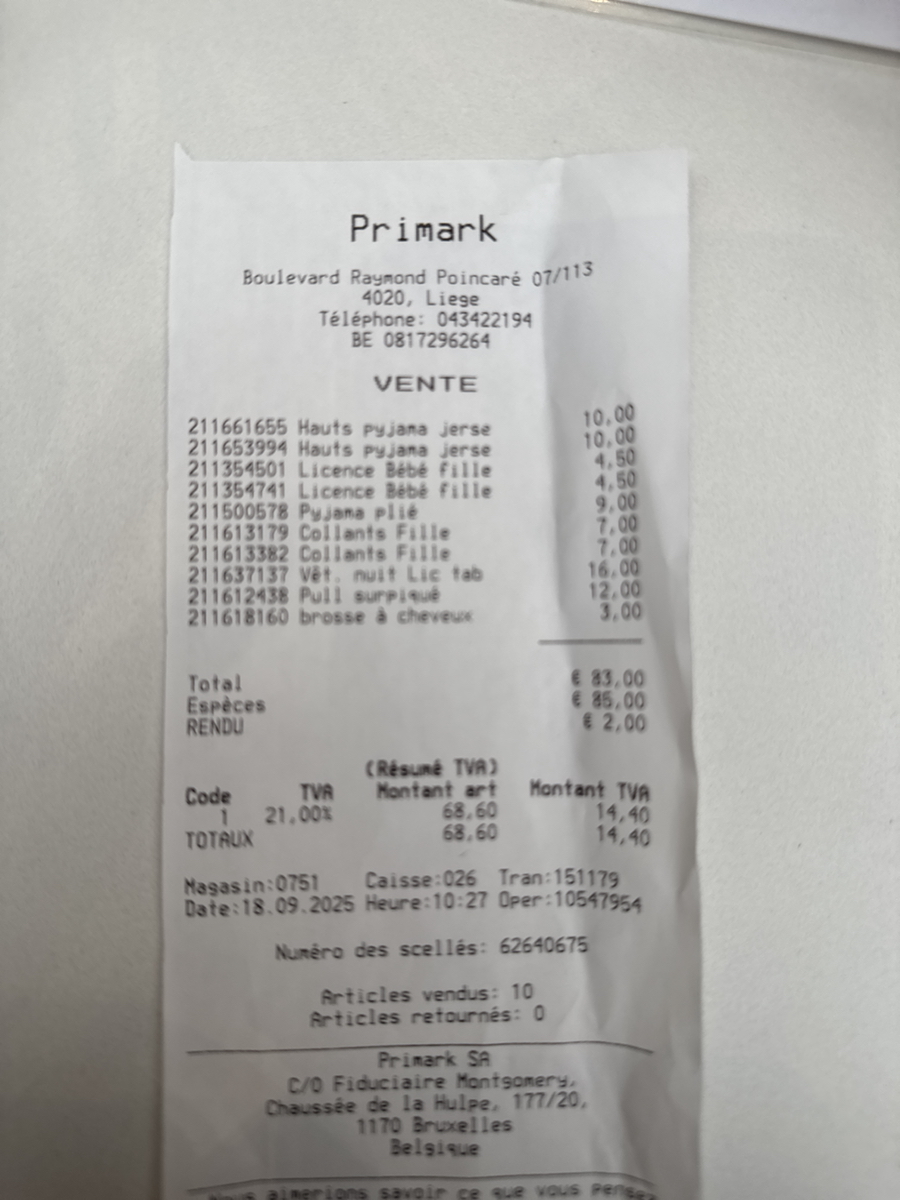 Primark
Boulevard Raymond Poincaré 07/113
4020, Liege
Téléphone: 043422194
BE 0817296264
VENTE
211661655 Hauts pyjama jerse 10,00
211653994 Hauts pyjama jerse 10,00
211354501 Licence Bébé fille 4,50
211354741 Licence Bébé fille 4,50
211500578 Pyjama plié 9,00
211613179 Collants Fille 7,00
211613382 Collants Fille 7,00
211637137 Vêt. nuit Lic tab 16,00
211612438 Pull surpiqué 12,00
211618160 brosse à cheveux 3,00
Total € 83,00
Espèces € 85,00
RENDU € 2,00
(Résumé TVA)
Code TVA Montant art Montant TVA
1 21,00% 68,60 14,40
TOTAUX 68,60 14,40
Magasin:0751 Caisse:026 Tran:151179
Date:18.09.2025 Heure:10:27 Oper:10547954
Numéro des scellés: 62640675
Articles vendus: 10
Articles retournés: 0
Primark SA
C/O Fiduciaire Montgomery,
Chaussée de la Hulpe, 177/20,
1170 Bruxelles
Belgique
Nous aimerions savoir ce que vous pensez